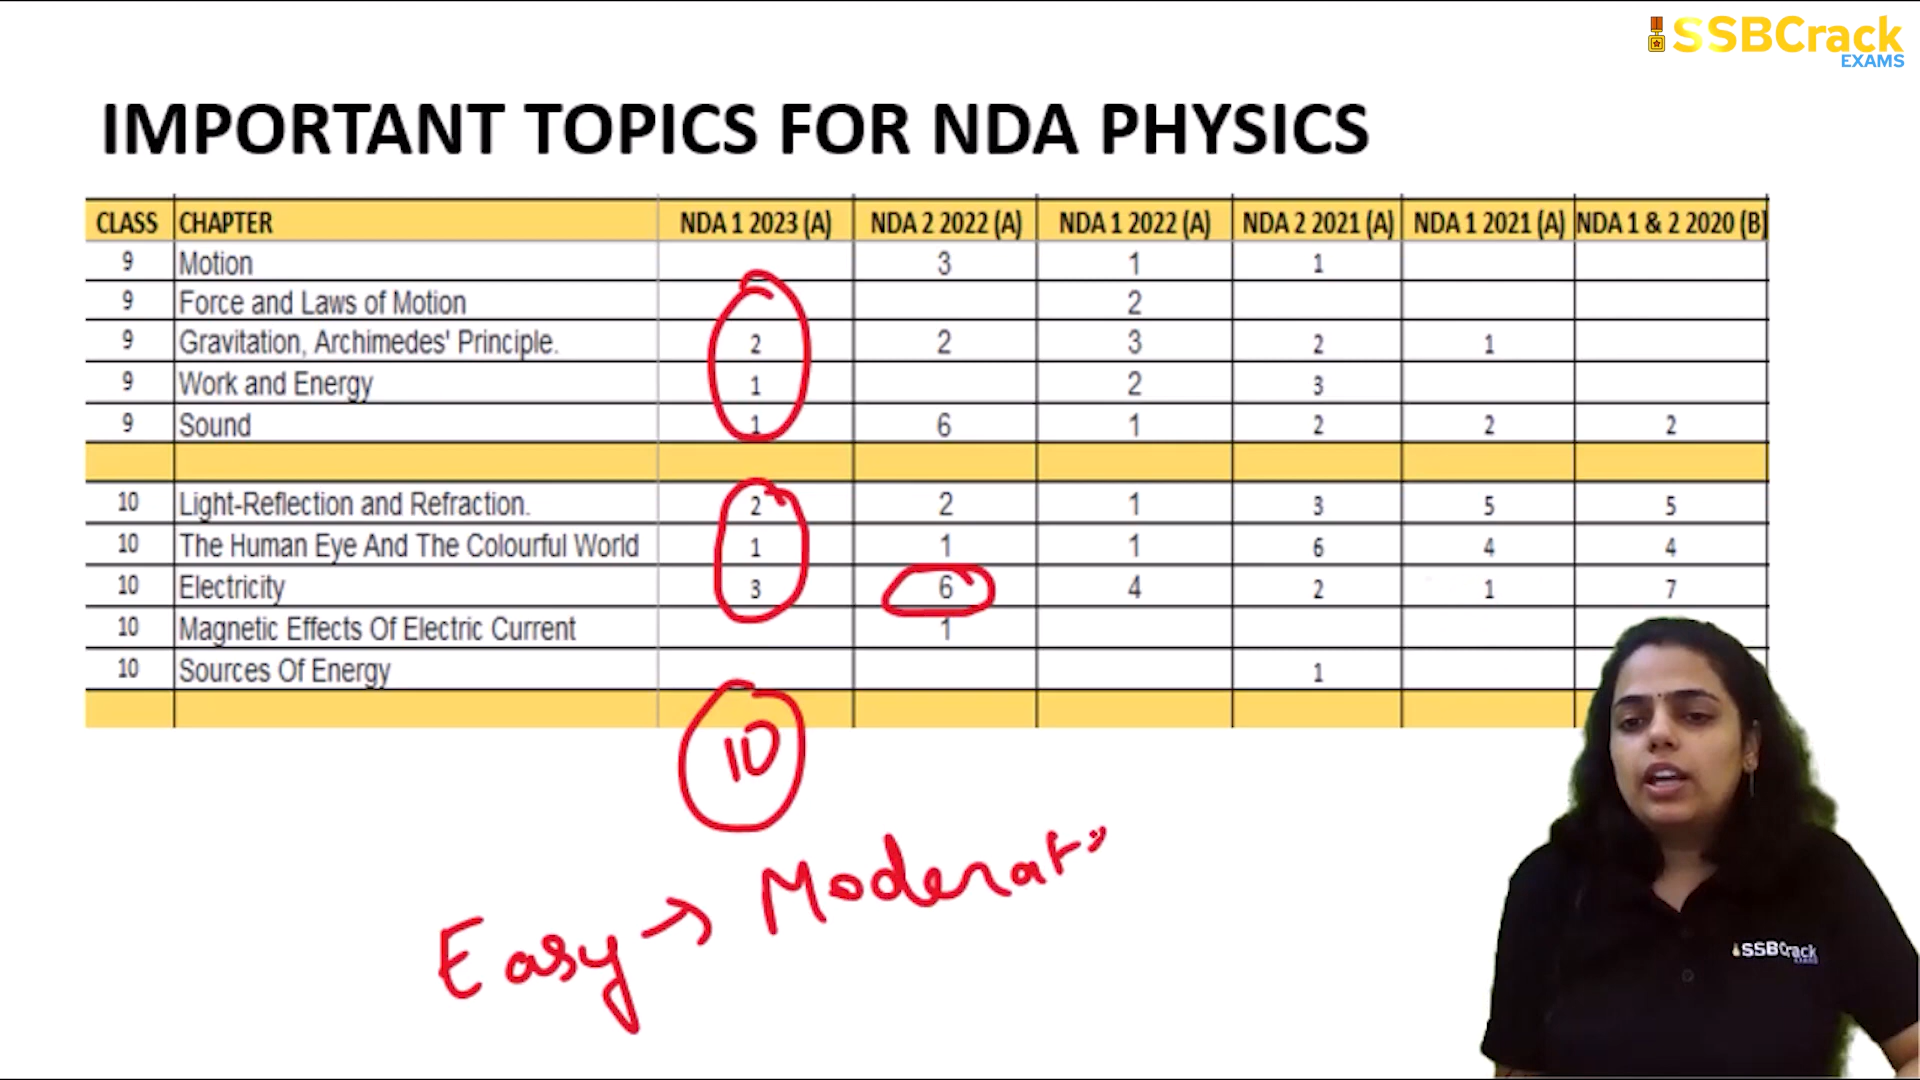 SSBCrack
EXAMS
IMPORTANT TOPICS FOR NDA PHYSICS
CLASS CHAPTER NDA 1 2023 (A) NDA 2 2022 (A) NDA 1 2022 (A) NDA 2 2021 (A) NDA 1 2021 (A) NDA 1 & 2 2020 (B)
9 Motion 3 1 1
9 Force and Laws of Motion 2
9 Gravitation, Archimedes' Principle. 2 2 3 2 1
9 Work and Energy 1 2 3
9 Sound 1 6 1 2 2 2
10 Light-Reflection and Refraction. 2 2 1 3 5 5
10 The Human Eye And The Colourful World 1 1 1 6 4 4
10 Electricity 3 6 4 2 1 7
10 Magnetic Effects Of Electric Current 1
10 Sources Of Energy 1
10
Easy → Moderat
SSBCrack
EXAMS